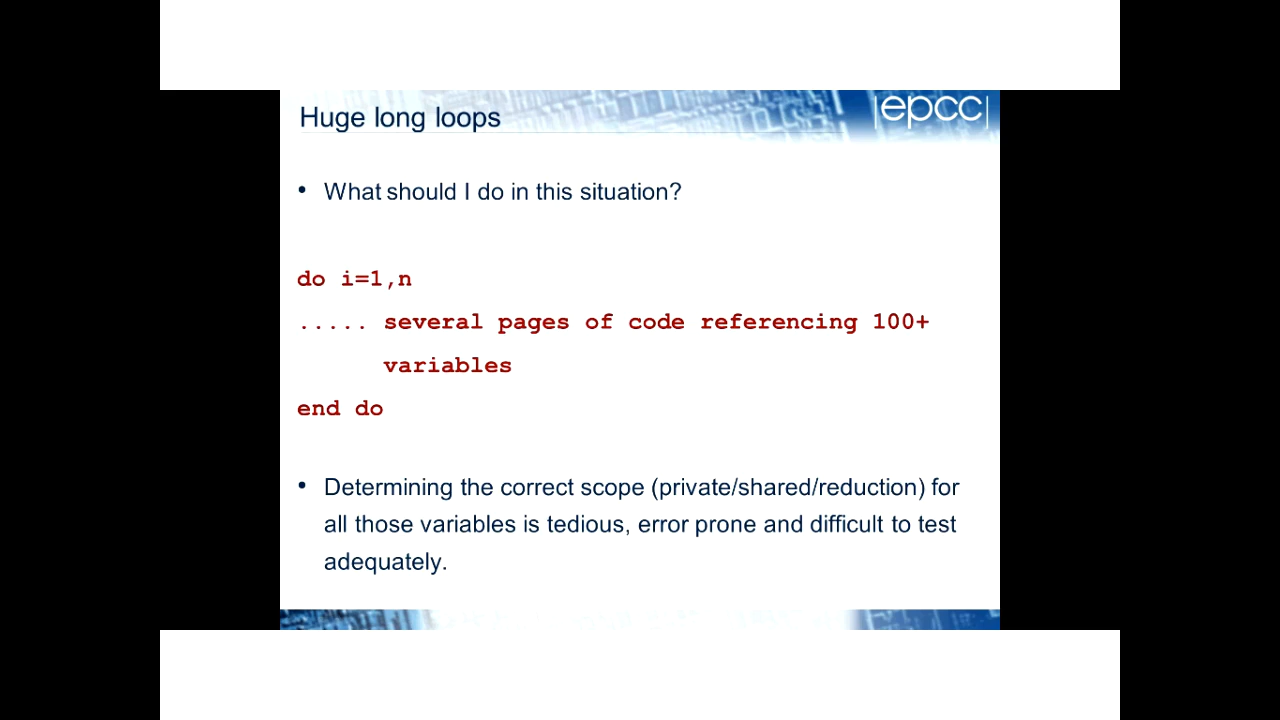 Huge long loops
|epcc|
• What should I do in this situation?
do i=1,n
..... several pages of code referencing 100+
variables
end do
• Determining the correct scope (private/shared/reduction) for
all those variables is tedious, error prone and difficult to test
adequately.